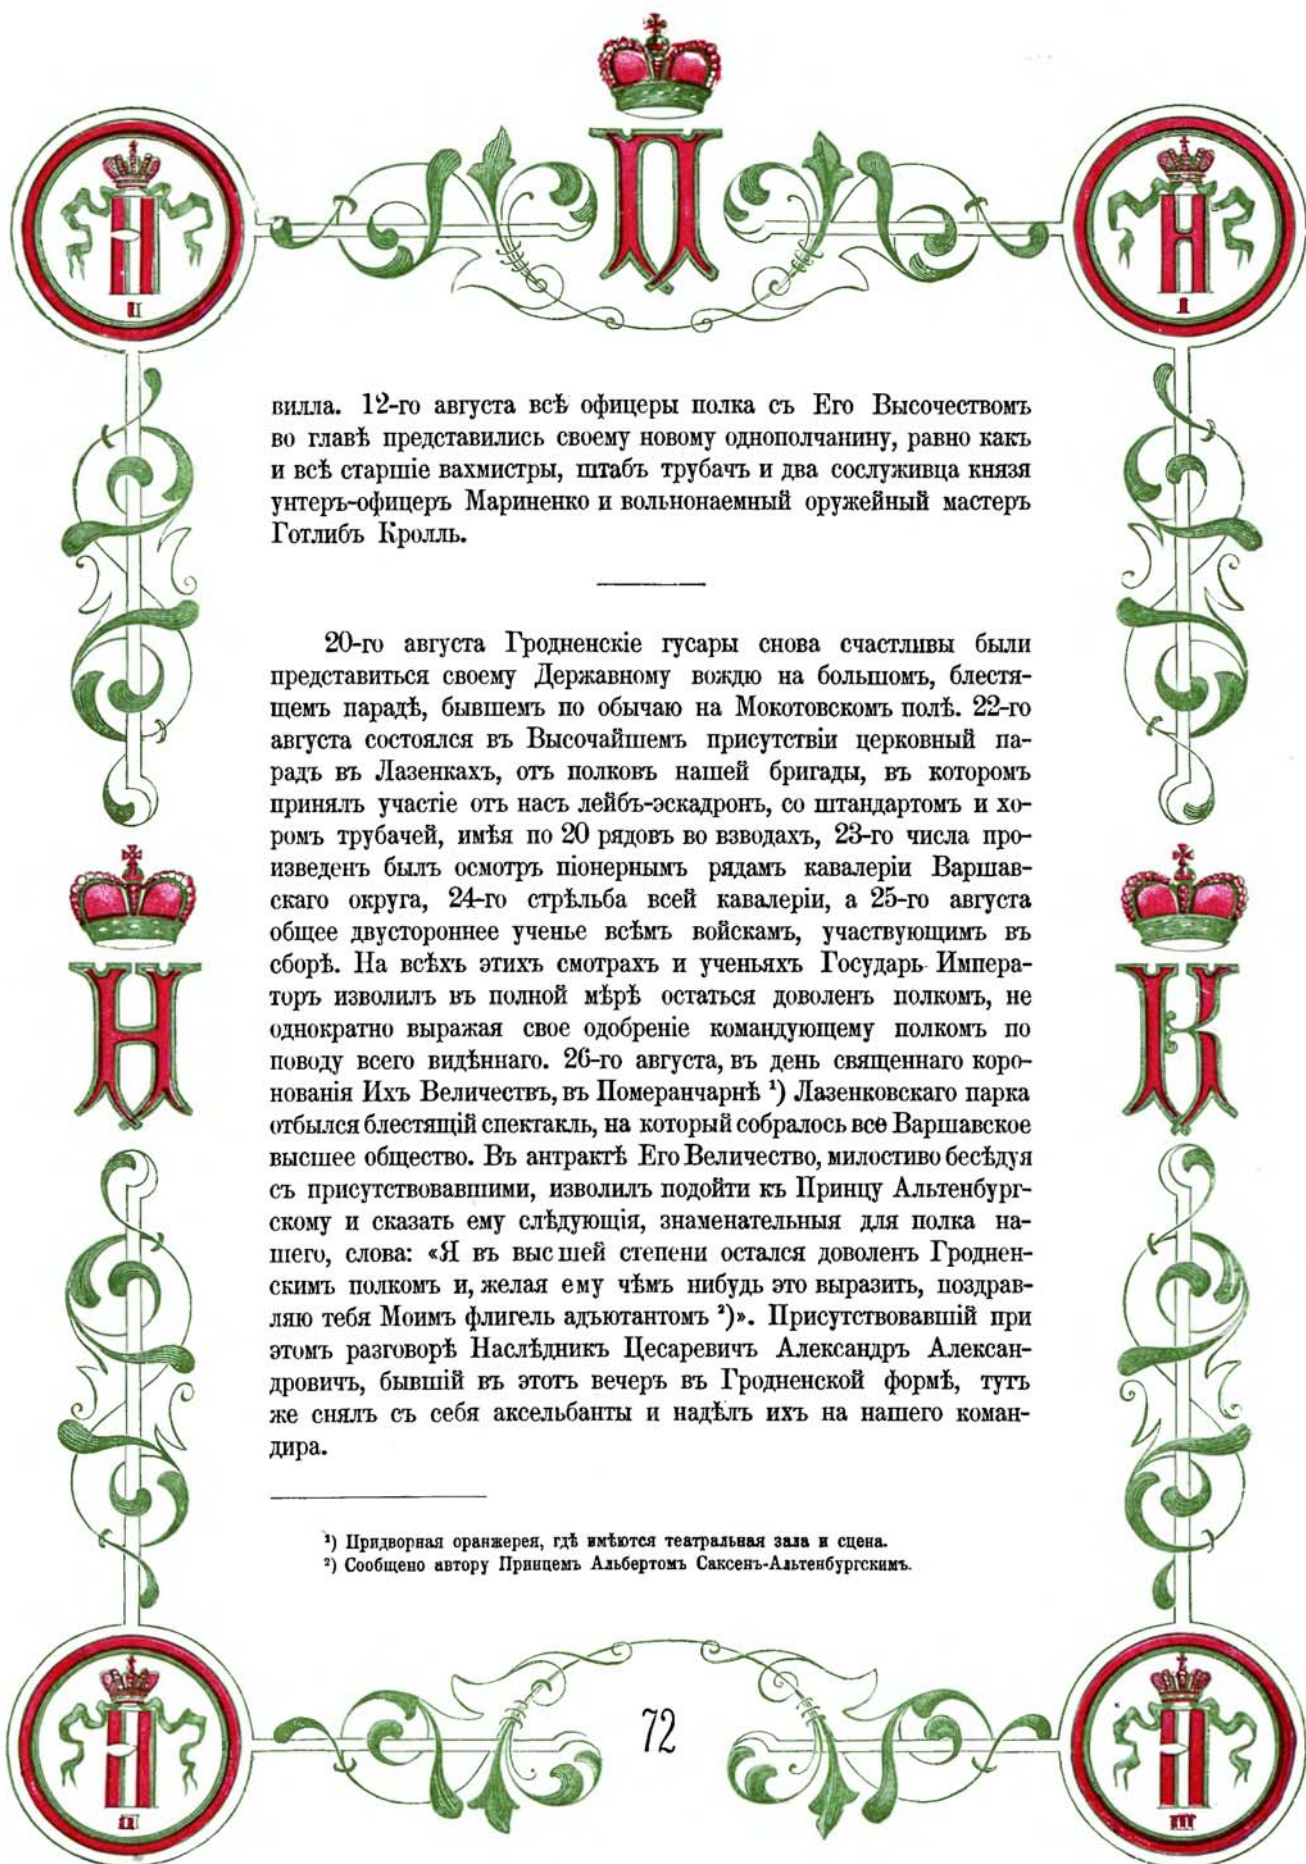 П
II
I
вилла. 12-го августа всѣ офицеры полка съ Его Высочествомъ
во главѣ представились своему новому однополчанину, равно какъ
и всѣ старшіе вахмистры, штабъ трубачъ и два сослуживца князя
унтеръ-офицеръ Мариненко и вольнонаемный оружейный мастеръ
Готлибъ Кролль.
20-го августа Гродненскіе гусары снова счастливы были
представиться своему Державному вождю на большомъ, блестя-
щемъ парадѣ, бывшемъ по обычаю на Мокотовскомъ полѣ. 22-го
августа состоялся въ Высочайшемъ присутствіи церковный па-
радъ въ Лазенкахъ, отъ полковъ нашей бригады, въ которомъ
принялъ участіе отъ насъ лейбъ-эскадронъ, со штандартомъ и хо-
ромъ трубачей, имѣя по 20 рядовъ во взводахъ, 23-го числа про-
изведенъ былъ осмотръ піонернымъ рядамъ кавалеріи Варшав-
скаго округа, 24-го стрѣльба всей кавалеріи, а 25-го августа
общее двустороннее ученье всѣмъ войскамъ, участвующимъ въ
сборѣ. На всѣхъ этихъ смотрахъ и ученьяхъ Государь Импера-
торъ изволилъ въ полной мѣрѣ остаться доволенъ полкомъ, не
однократно выражая свое одобреніе командующему полкомъ по
поводу всего видѣннаго. 26-го августа, въ день священнаго коро-
нованія Ихъ Величествъ, въ Померанчарнѣ ¹) Лазенковскаго парка
отбылся блестящій спектакль, на который собралось все Варшавское
высшее общество. Въ антрактѣ Его Величество, милостиво бесѣдуя
съ присутствовавшими, изволилъ подойти къ Принцу Альтенбург-
скому и сказать ему слѣдующія, знаменательныя для полка на-
шего, слова: «Я въ высшей степени остался доволенъ Гроднен-
скимъ полкомъ и, желая ему чѣмъ нибудь это выразить, поздрав-
ляю тебя Моимъ флигель адъютантомъ ²)». Присутствовавшій при
этомъ разговорѣ Наслѣдникъ Цесаревичъ Александръ Алексан-
дровичъ, бывшій въ этотъ вечеръ въ Гродненской формѣ, тутъ
же снялъ съ себя аксельбанты и надѣлъ ихъ на нашего коман-
дира.
Н
К
¹) Придворная оранжерея, гдѣ имѣются театральная зала и сцена.
²) Сообщено автору Принцемъ Альбертомъ Саксенъ-Альтенбургскимъ.
72
II
III